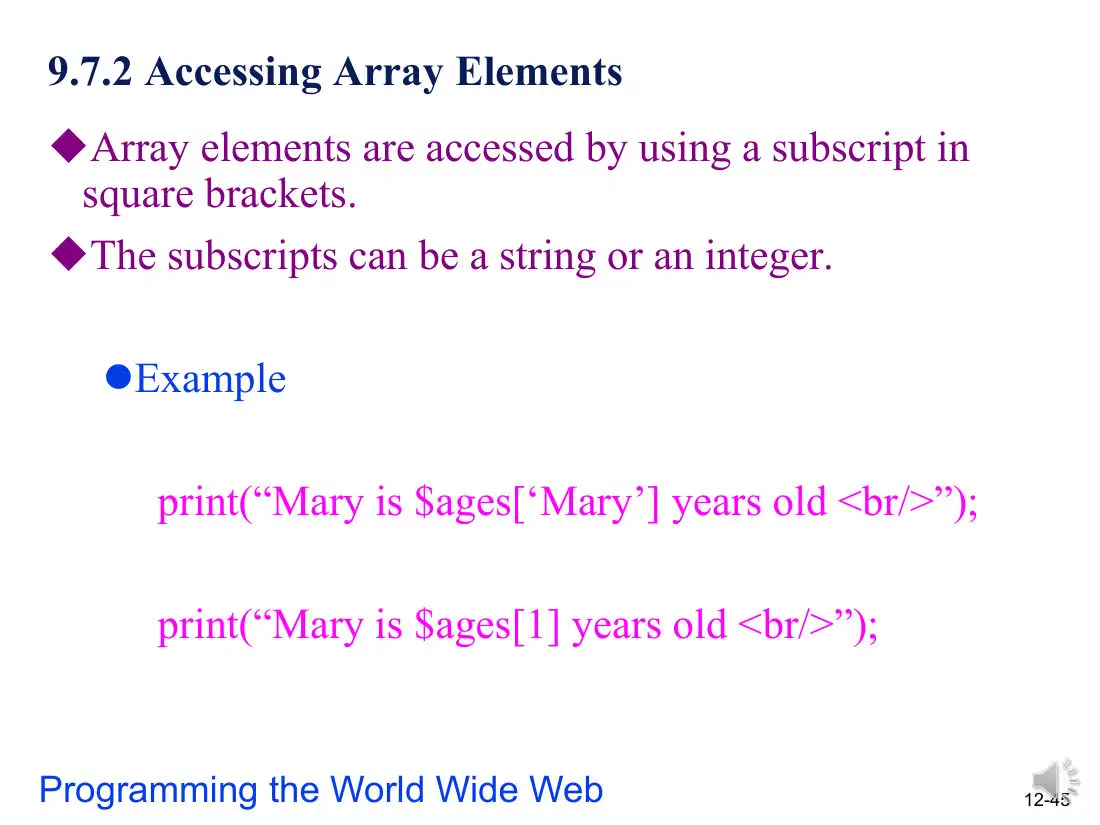 9.7.2 Accessing Array Elements
◆Array elements are accessed by using a subscript in
square brackets.
◆The subscripts can be a string or an integer.
●Example
print(“Mary is $ages[‘Mary’] years old <br/>”);
print(“Mary is $ages[1] years old <br/>”);
Programming the World Wide Web
12-45